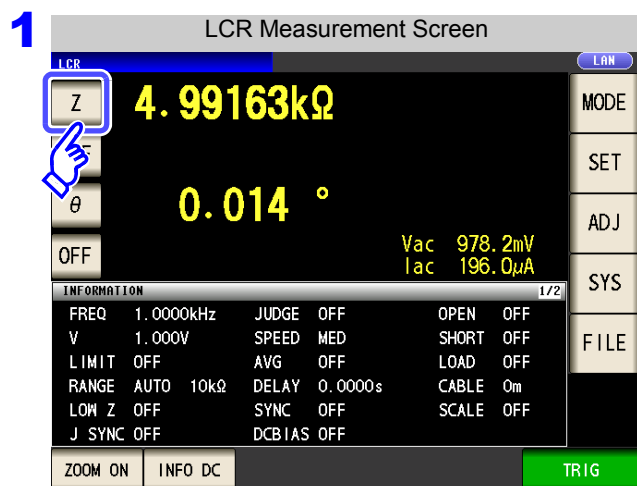 1
LCR Measurement Screen
LCR
LAN
Z
4.99163kΩ
MODE
SET
θ
0.014 °
ADJ
OFF
Vac 978.2mV
Iac 196.0μA
SYS
INFORMATION 1/2
FREQ 1.0000kHz JUDGE OFF OPEN OFF
V 1.000V SPEED MED SHORT OFF
FILE
LIMIT OFF AVG OFF LOAD OFF
RANGE AUTO 10kΩ DELAY 0.0000s CABLE 0m
LOW Z OFF SYNC OFF SCALE OFF
J SYNC OFF DCBIAS OFF
ZOOM ON INFO DC TRIG